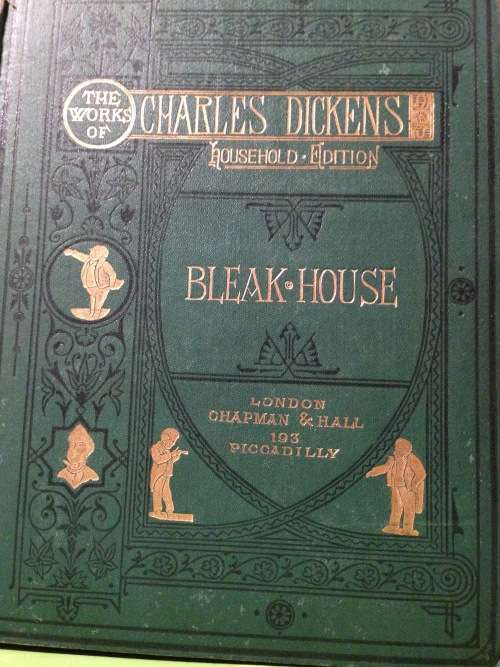 THE
WORKS
OF
CHARLES DICKENS
HOUSEHOLD · EDITION
BLEAK · HOUSE
LONDON
CHAPMAN & HALL
193
PICCADILLY